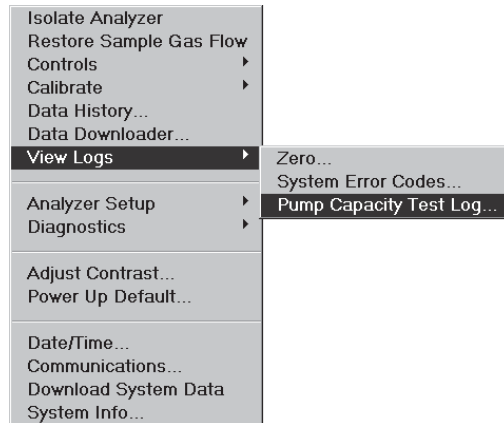 Isolate Analyzer
Restore Sample Gas Flow
Controls
Calibrate
Data History...
Data Downloader...
View Logs
Zero...
System Error Codes...
Pump Capacity Test Log...
Analyzer Setup
Diagnostics
Adjust Contrast...
Power Up Default...
Date/Time...
Communications...
Download System Data
System Info...